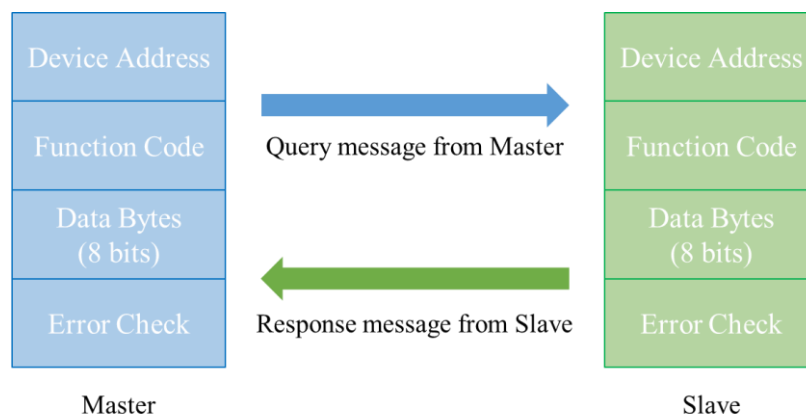 Device Address
Function Code
Data Bytes
(8 bits)
Error Check
Master
Query message from Master
Response message from Slave
Device Address
Function Code
Data Bytes
(8 bits)
Error Check
Slave